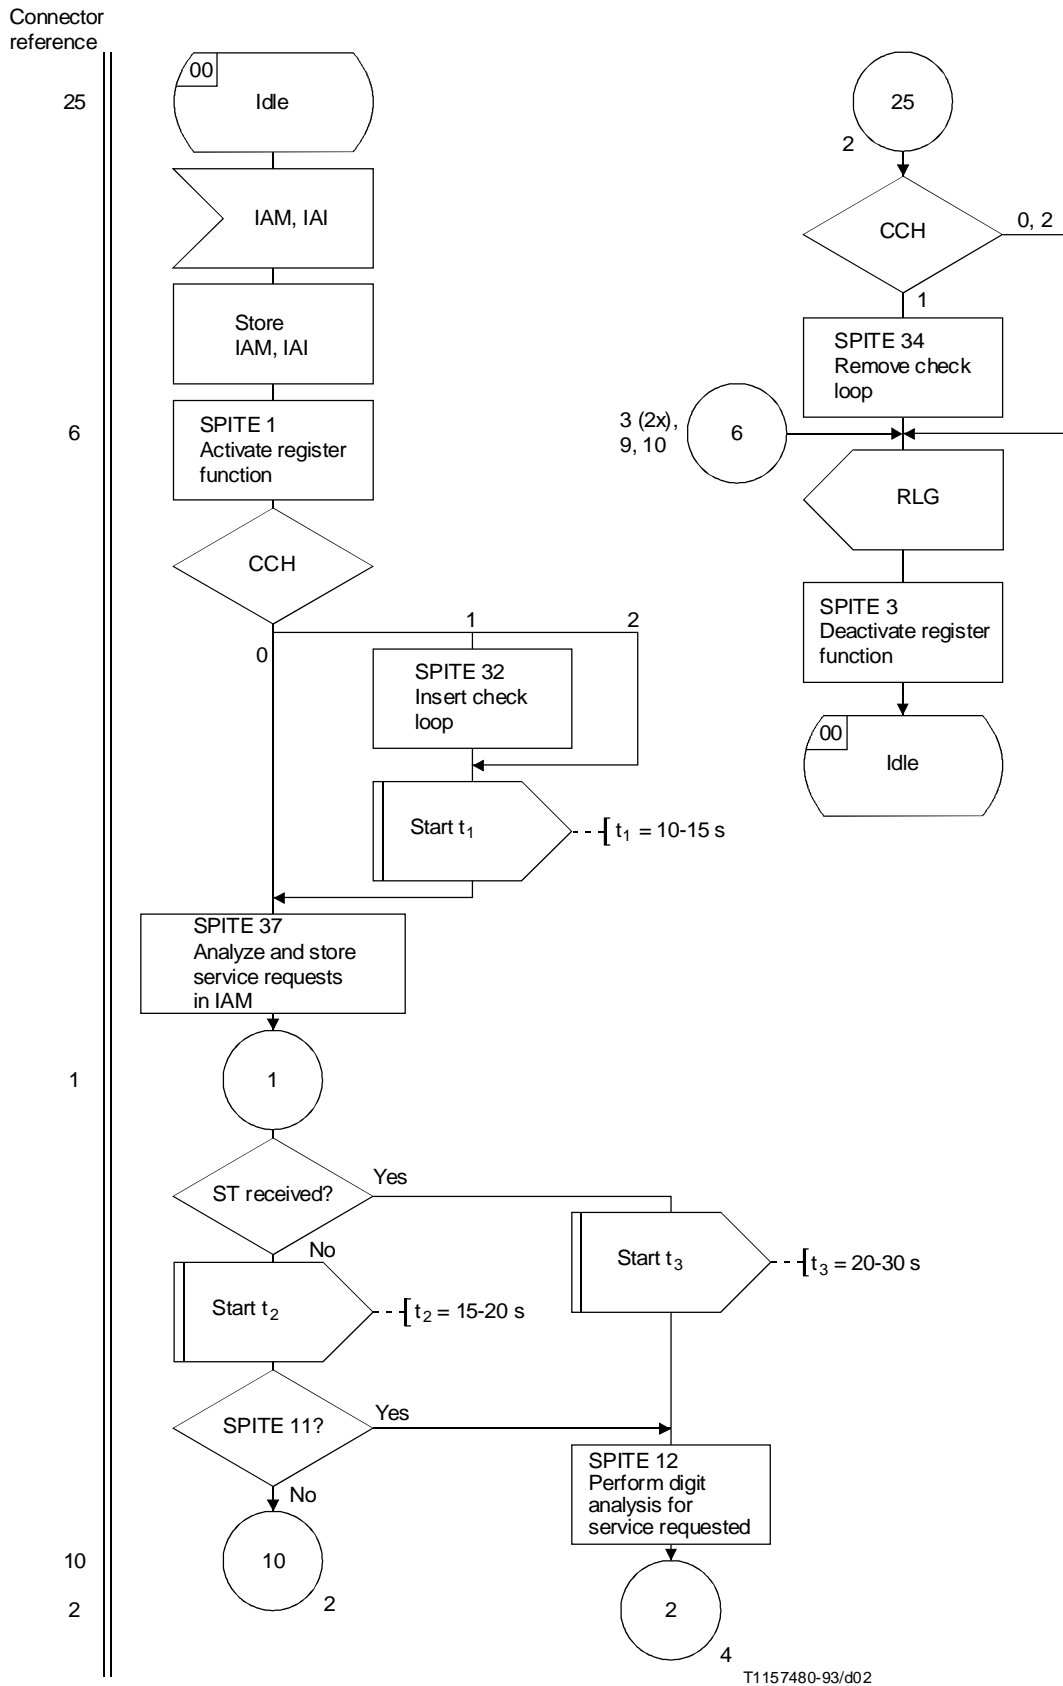 Connector
reference
00
Idle
25
25
2
IAM, IAI
CCH
0, 2
1
Store
IAM, IAI
SPITE 34
Remove check
loop
6
SPITE 1
Activate register
function
3 (2x),
9, 10
6
RLG
CCH
SPITE 3
Deactivate register
function
0
1
2
SPITE 32
Insert check
loop
00
Idle
Start t1
t1 = 10-15 s
SPITE 37
Analyze and store
service requests
in IAM
1
1
ST received?
Yes
No
Start t3
t3 = 20-30 s
Start t2
t2 = 15-20 s
SPITE 11?
Yes
No
SPITE 12
Perform digit
analysis for
service requested
10
10
2
2
2
4
T1157480-93/d02